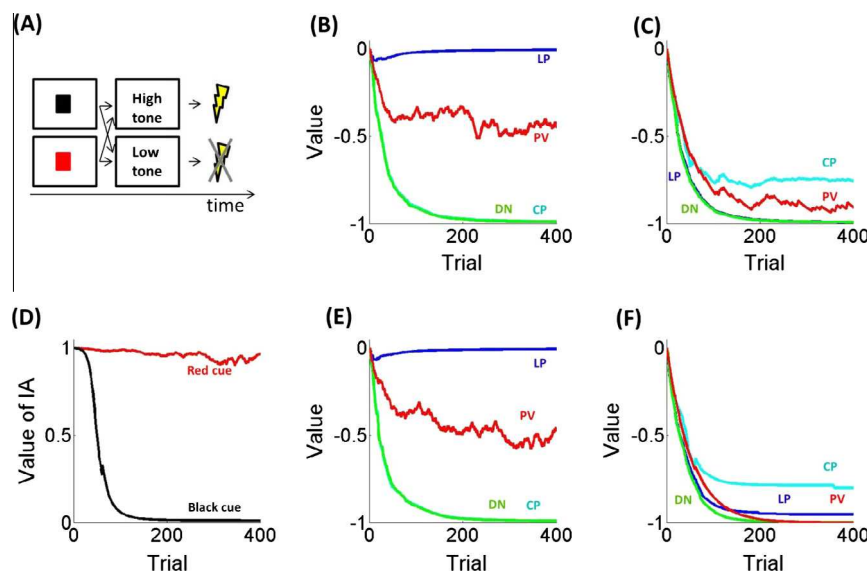 (A)
High
tone
Low
tone
time
(B)
0
-0.5
-1
Value
0 200 400
Trial
LP
PV
DN CP
(C)
0
-0.5
-1
0 200 400
Trial
CP
LP
PV
DN
(D)
1
0.5
0
Value of IA
0 200 400
Trial
Red cue
Black cue
(E)
0
-0.5
-1
Value
0 200 400
Trial
LP
PV
DN CP
(F)
0
-0.5
-1
Value
0 200 400
Trial
CP
DN LP PV